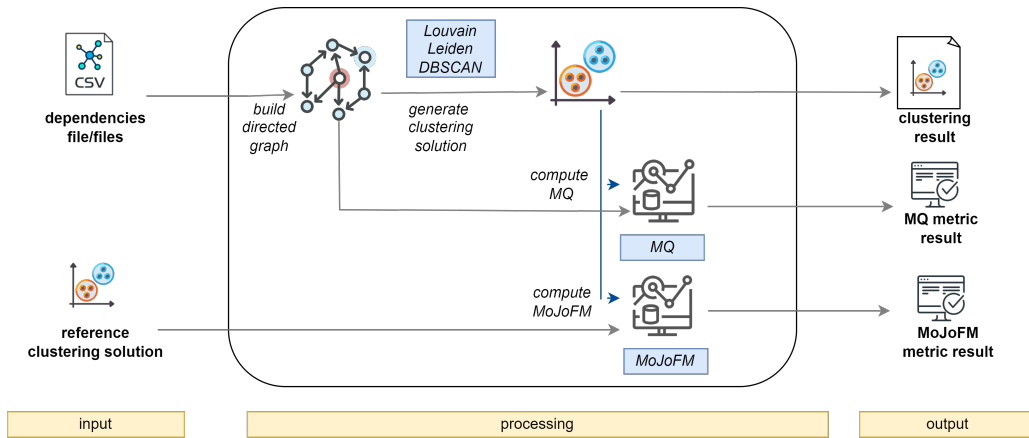 Louvain
Leiden
DBSCAN
CSV
dependencies
file/files
build
directed
graph
generate
clustering
solution
clustering
result
compute
MQ
MQ
MQ metric
result
compute
MoJoFM
MoJoFM
MoJoFM
metric result
reference
clustering solution
input
processing
output